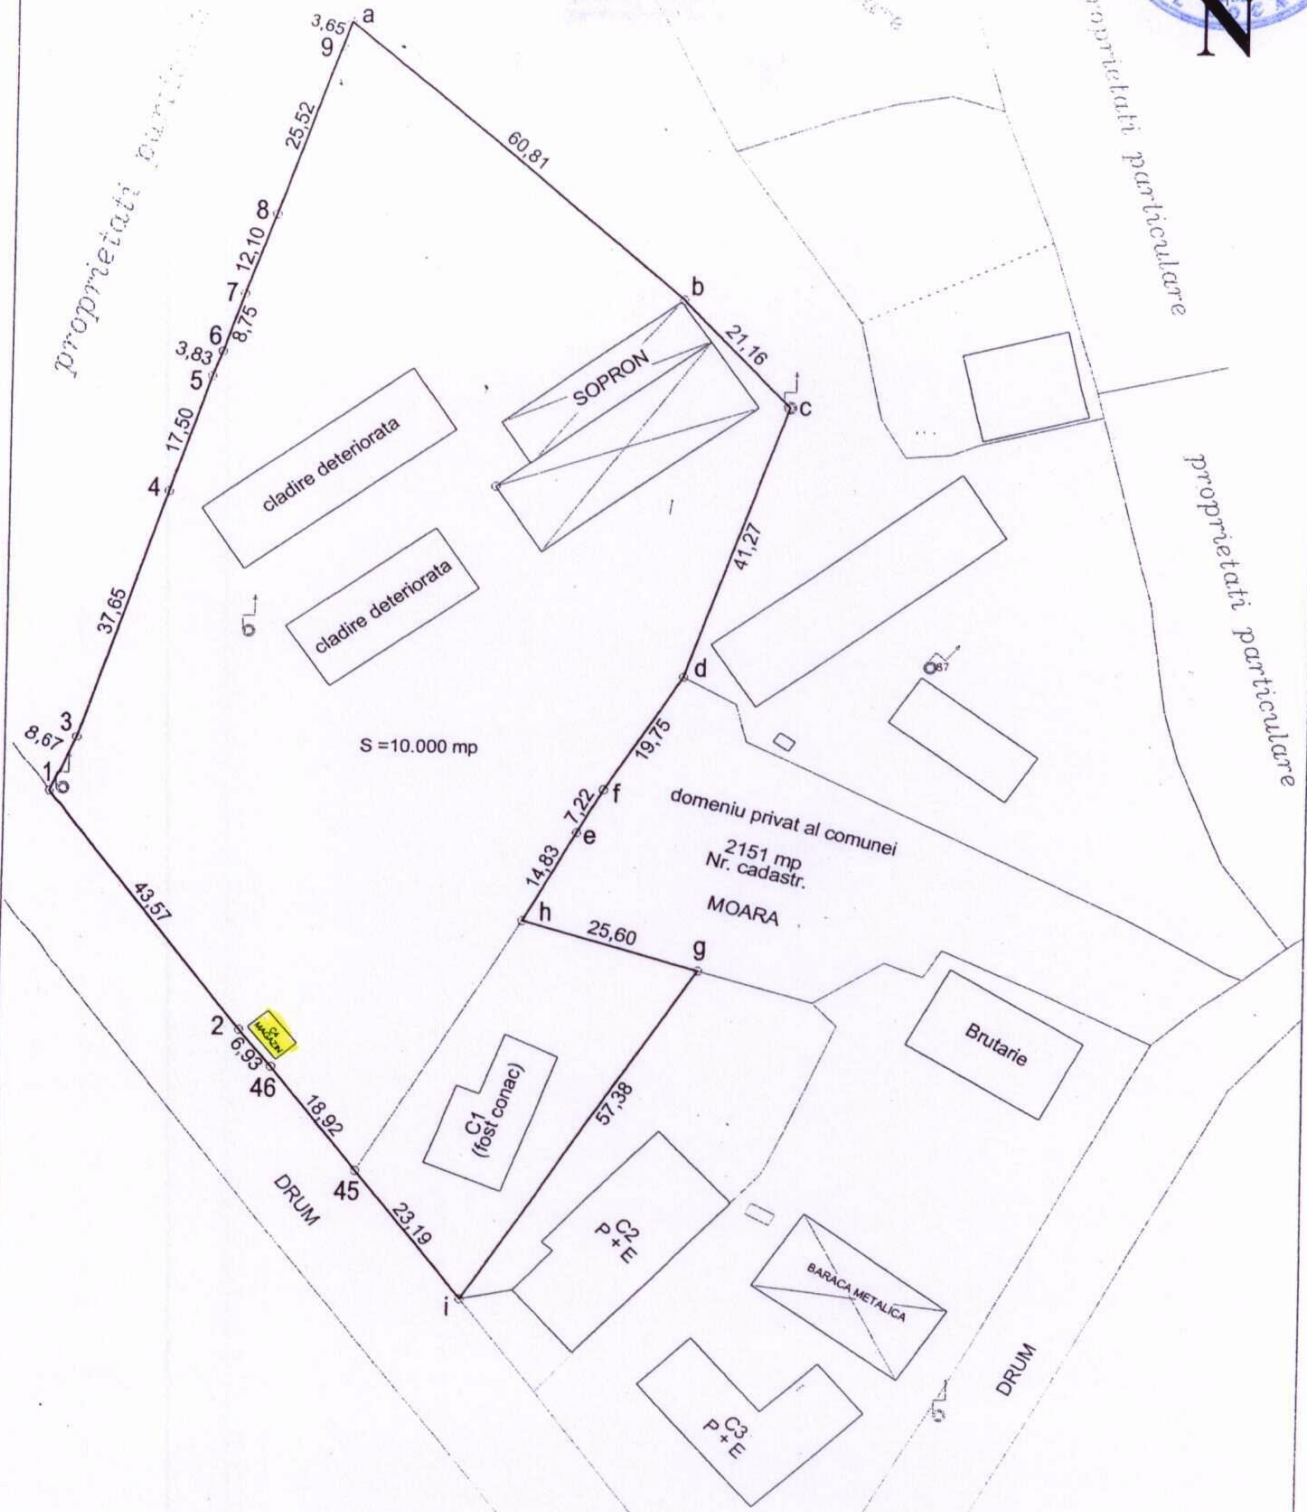 N
a
3,65
9
25,52
60,81
8
12,10
7
8,75
6
3,83
5
17,50
4
37,65
3
8,67
1
b
21,16
c
SOPRON
cladire deteriorata
cladire deteriorata
41,27
d
S =10.000 mp
19,75
f
7,22
e
14,83
h
25,60
g
domeniu privat al comunei
2151 mp
Nr. cadastr.
MOARA
proprietati
proprietati particulare
proprietati particulare
43,57
2
C4
MAGAZIN
6,93
46
18,92
45
23,19
i
57,38
C1
(fost conac)
Brutarie
C2
P + E
BARACA METALICA
C3
P + E
DRUM
DRUM